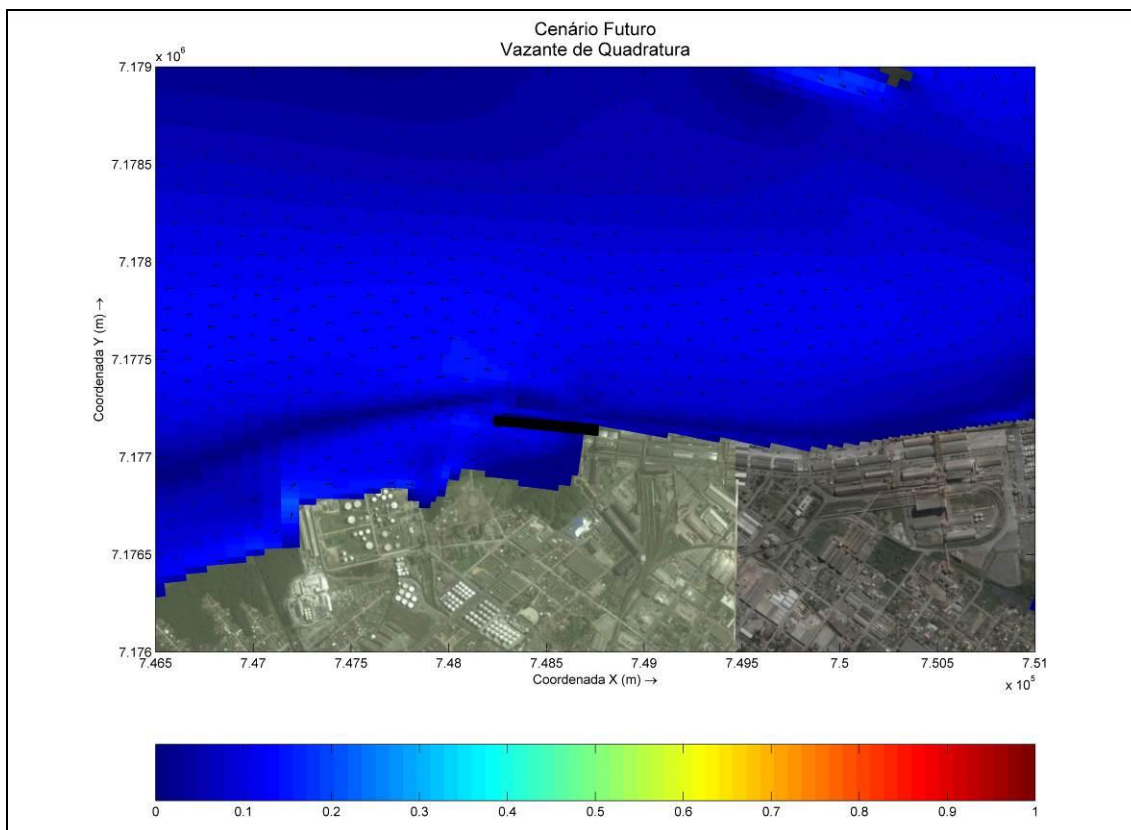 Cenário Futuro
Vazante de Quadratura
x 10⁶
7.179
7.1785
7.178
7.1775
7.177
7.1765
7.176
Coordenada Y (m) →
7.465 7.47 7.475 7.48 7.485 7.49 7.495 7.5 7.505 7.51
Coordenada X (m) →
x 10⁵
0 0.1 0.2 0.3 0.4 0.5 0.6 0.7 0.8 0.9 1